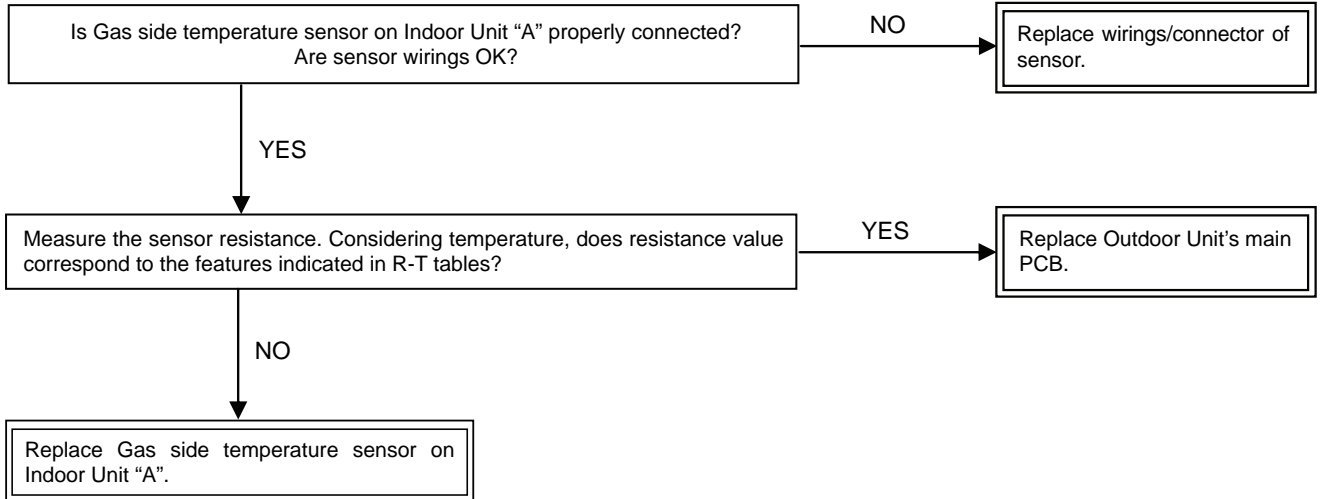 Is Gas side temperature sensor on Indoor Unit “A” properly connected?
Are sensor wirings OK?
NO
Replace wirings/connector of
sensor.
YES
Measure the sensor resistance. Considering temperature, does resistance value
correspond to the features indicated in R-T tables?
YES
Replace Outdoor Unit’s main
PCB.
NO
Replace Gas side temperature sensor on
Indoor Unit “A”.